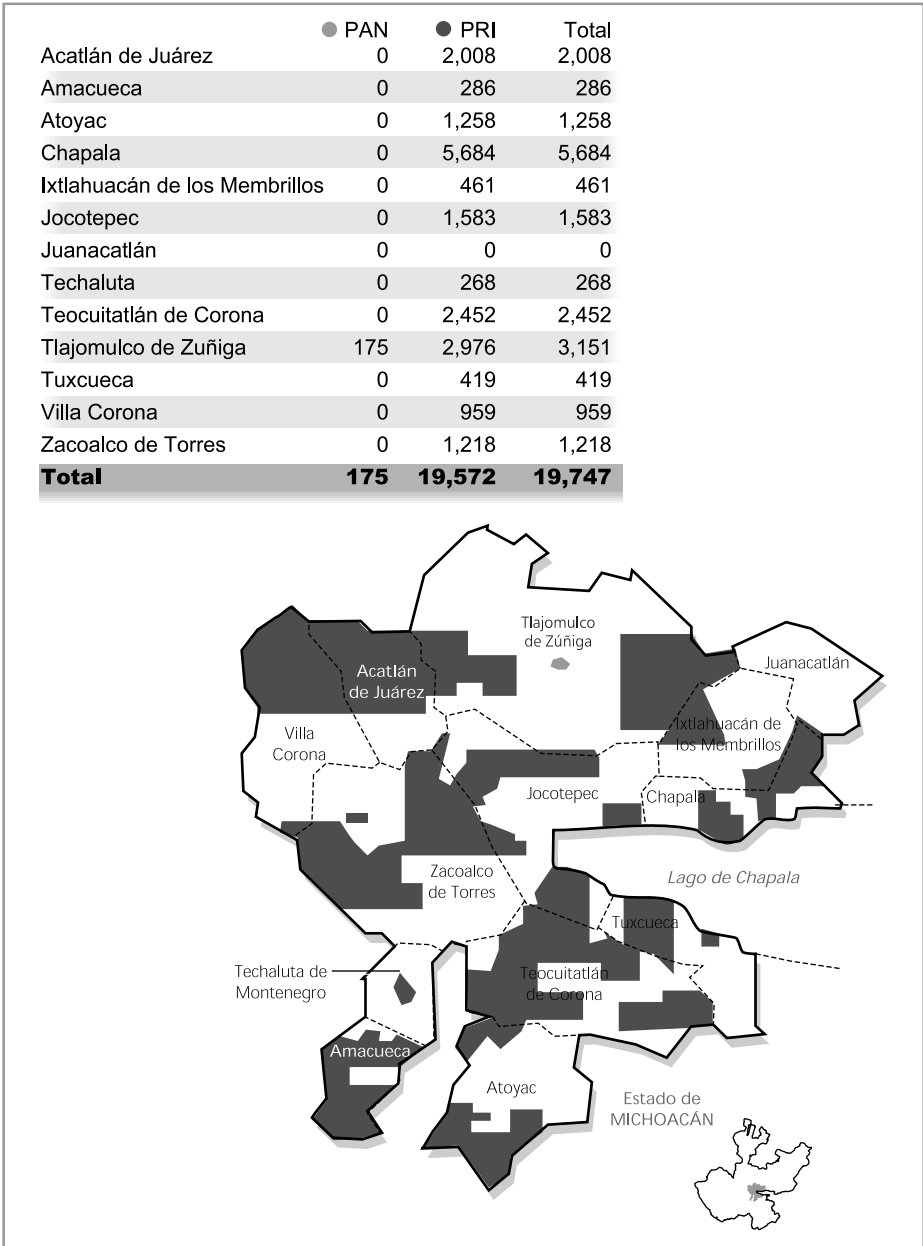 PAN PRI Total
Acatlán de Juárez 0 2,008 2,008
Amacueca 0 286 286
Atoyac 0 1,258 1,258
Chapala 0 5,684 5,684
Ixtlahuacán de los Membrillos 0 461 461
Jocotepec 0 1,583 1,583
Juanacatlán 0 0 0
Techaluta 0 268 268
Teocuitatlán de Corona 0 2,452 2,452
Tlajomulco de Zuñiga 175 2,976 3,151
Tuxcueca 0 419 419
Villa Corona 0 959 959
Zacoalco de Torres 0 1,218 1,218
Total 175 19,572 19,747
Tlajomulco
de Zúñiga
Juanacatlán
Acatlán
de Juárez
Ixtlahuacán de
los Membrillos
Villa
Corona
Jocotepec
Chapala
Zacoalco
de Torres
Lago de Chapala
Tuxcueca
Techaluta de
Montenegro
Teocuitatlán
de Corona
Amacueca
Atoyac
Estado de
MICHOACÁN